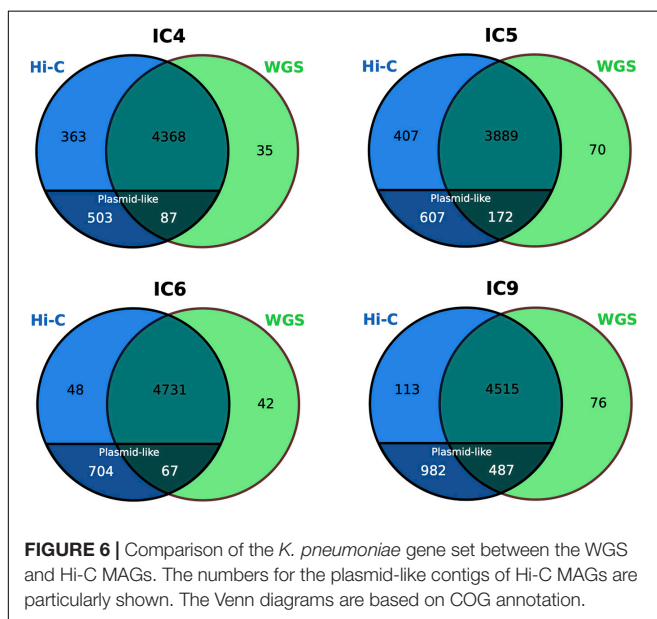 IC4
Hi-C
WGS
363
4368
35
Plasmid-like
503
87
IC5
Hi-C
WGS
407
3889
70
Plasmid-like
607
172
IC6
Hi-C
WGS
48
4731
42
Plasmid-like
704
67
IC9
Hi-C
WGS
113
4515
76
Plasmid-like
982
487
FIGURE 6 | Comparison of the K. pneumoniae gene set between the WGS
and Hi-C MAGs. The numbers for the plasmid-like contigs of Hi-C MAGs are
particularly shown. The Venn diagrams are based on COG annotation.